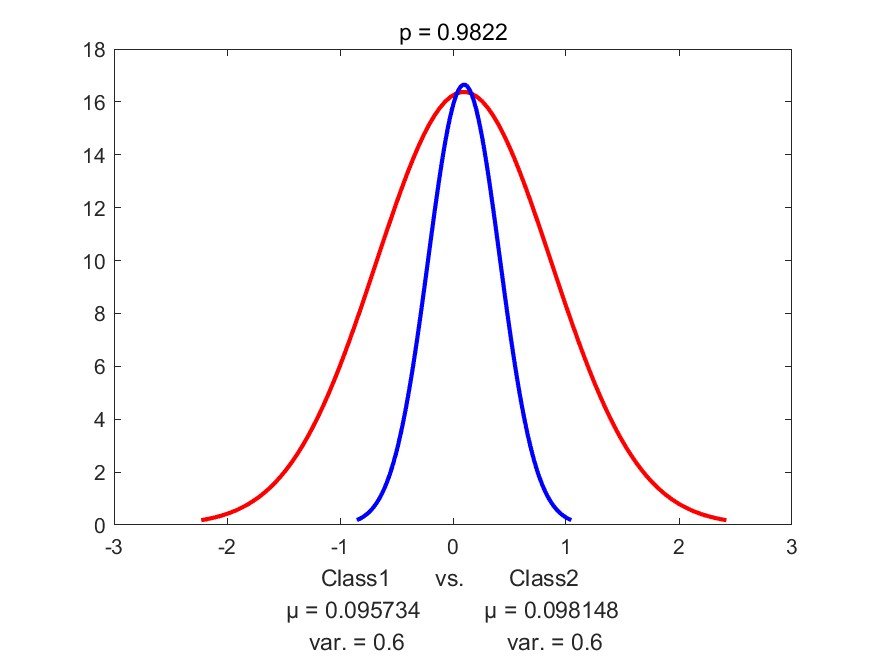 p = 0.9822
18
16
14
12
10
8
6
4
2
0
-3 -2 -1 0 1 2 3
Class1 vs. Class2
μ = 0.095734 μ = 0.098148
var. = 0.6 var. = 0.6